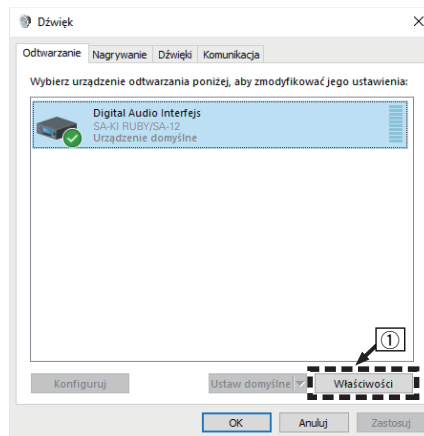 Dźwięk
Odtwarzanie Nagrywanie Dźwięki Komunikacja
Wybierz urządzenie odtwarzania poniżej, aby zmodyfikować jego ustawienia:
Digital Audio Interfejs
SA-KI RUBY/SA-12
Urządzenie domyślne
①
Konfiguruj Ustaw domyślne Właściwości
OK Anuluj Zastosuj